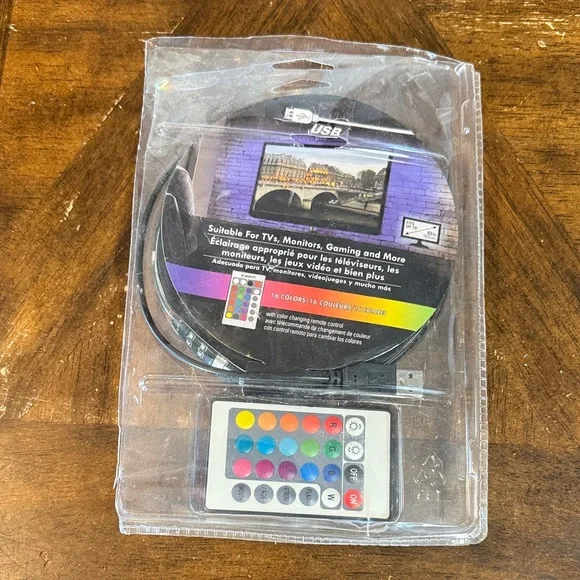 USB
Suitable For TVs, Monitors, Gaming and More
Éclairage approprié pour les téléviseurs, les
moniteurs, les jeux vidéo et bien plus
Adecuado para TV, monitores, videojuegos y mucho más
16 COLORS/16 COULEURS/16 COLORES
with color changing remote control
avec télécommande de changement de couleur
con control remoto para cambiar los colores
R
G
B
OFF
W
ON